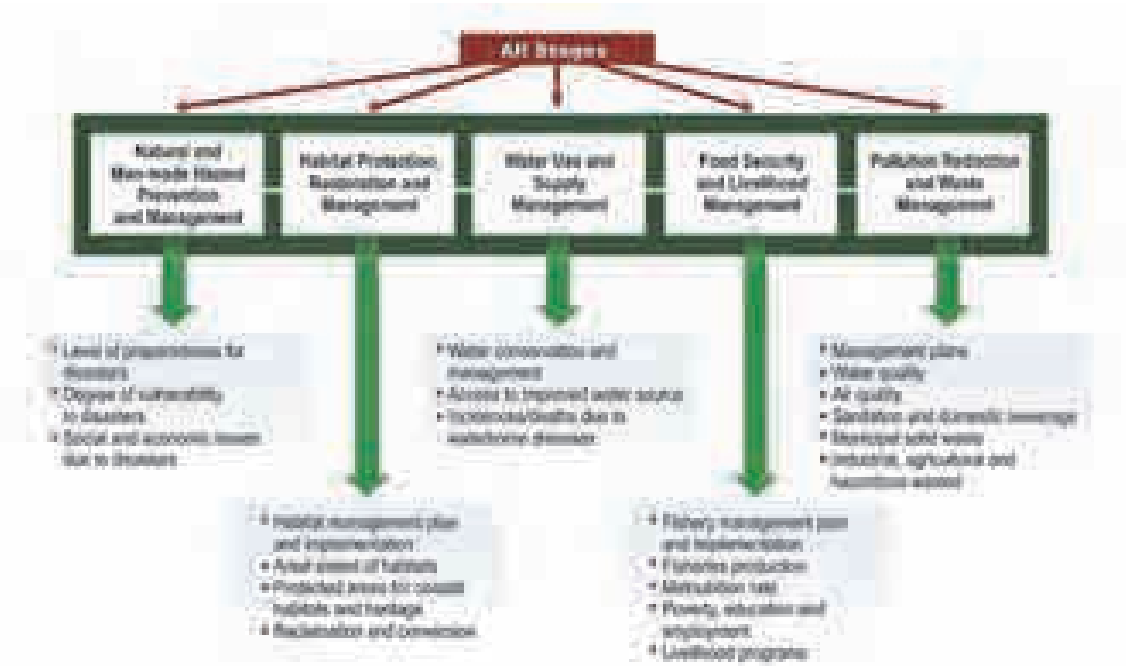 All Stages
Natural and
Man-made Hazard
Prevention
and Management
Habitat Protection,
Restoration and
Management
Water Use and
Supply
Management
Food Security
and Livelihood
Management
Pollution Reduction
and Waste
Management
• Level of preparedness for
disasters
• Degree of vulnerability
to disasters
• Social and economic losses
due to disasters
• Water conservation and
management
• Access to improved water source
• Incidences/deaths due to
waterborne diseases
• Management plans
• Water quality
• Air quality
• Sanitation and domestic sewerage
• Municipal solid waste
• Industrial, agricultural and
hazardous wastes
• Habitat management plan
and implementation
• Areal extent of habitats
• Protected areas for coastal
habitats and heritage
• Reclamation and conversion
• Fishery management plan
and implementation
• Fisheries production
• Malnutrition rate
• Poverty, education and
employment
• Livelihood programs